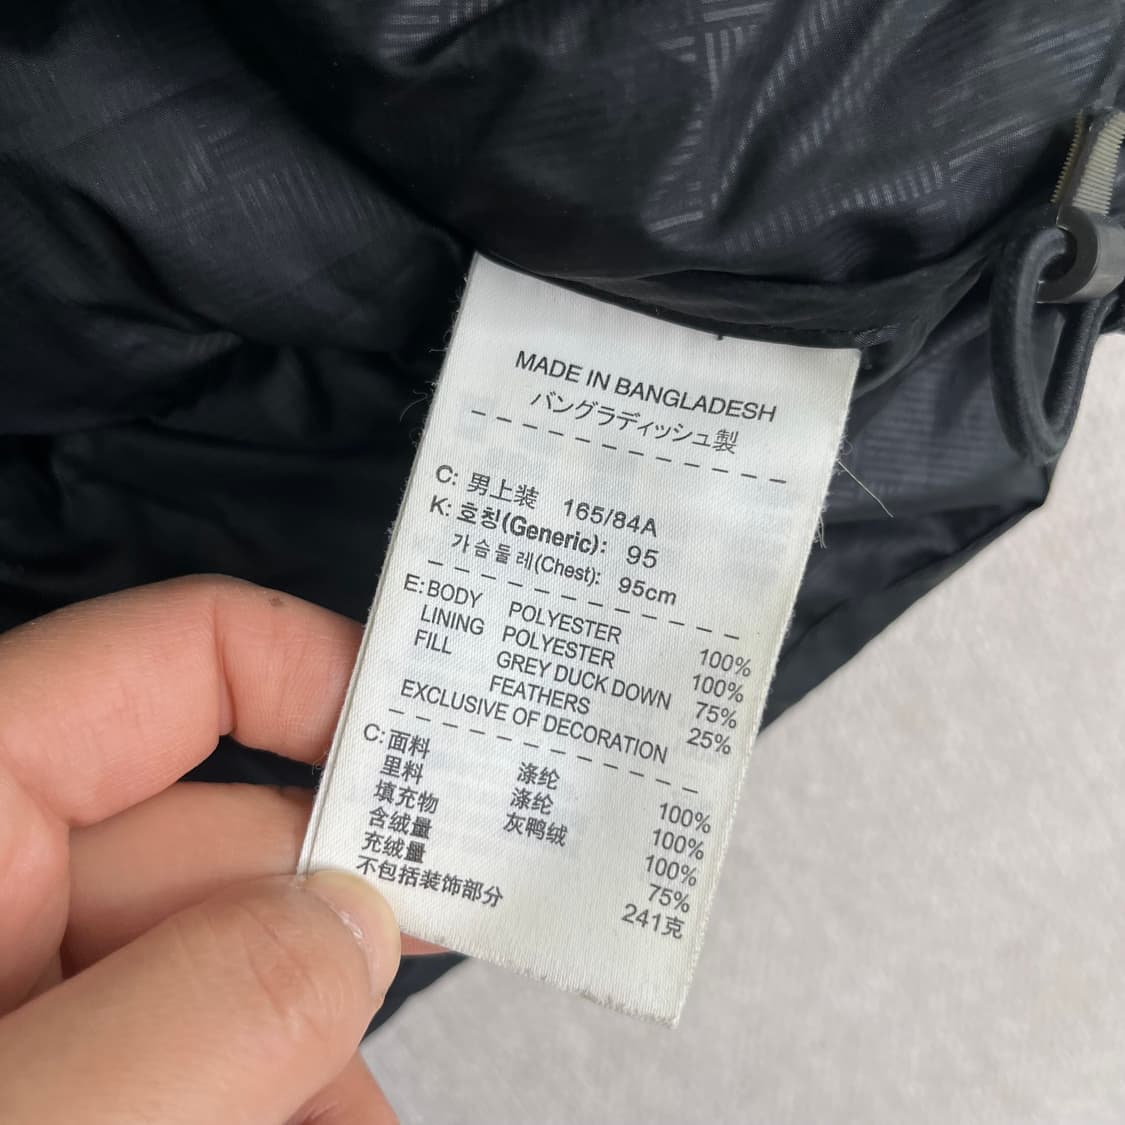 MADE IN BANGLADESH
バングラディッシュ製
C: 男上装 165/84A
K: 호칭(Generic): 95
가슴둘레(Chest): 95cm
E: BODY POLYESTER 100%
LINING POLYESTER 100%
FILL GREY DUCK DOWN 75%
FEATHERS 25%
EXCLUSIVE OF DECORATION
C: 面料 涤纶 100%
里料 涤纶 100%
填充物 灰鸭绒 100%
含绒量 75%
充绒量 241克
不包括装饰部分